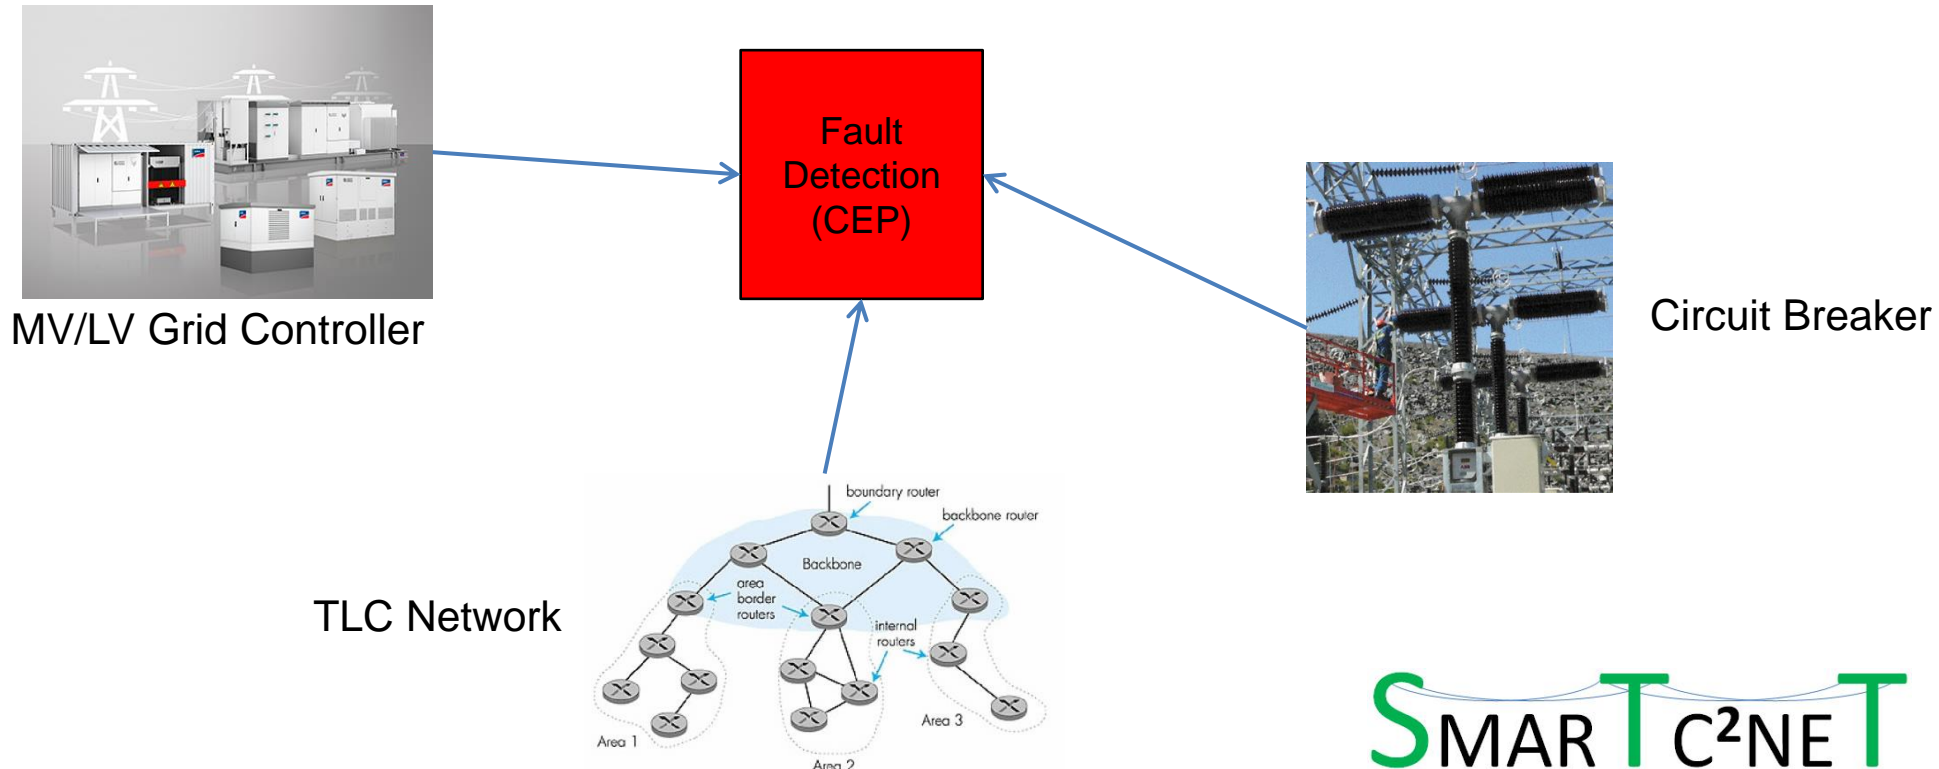 Fault
Detection
(CEP)
MV/LV Grid Controller
Circuit Breaker
boundary router
backbone router
Backbone
area
border
routers
TLC Network
internal
routers
Area 3
Area 1
Area 2
SMARTC²NET